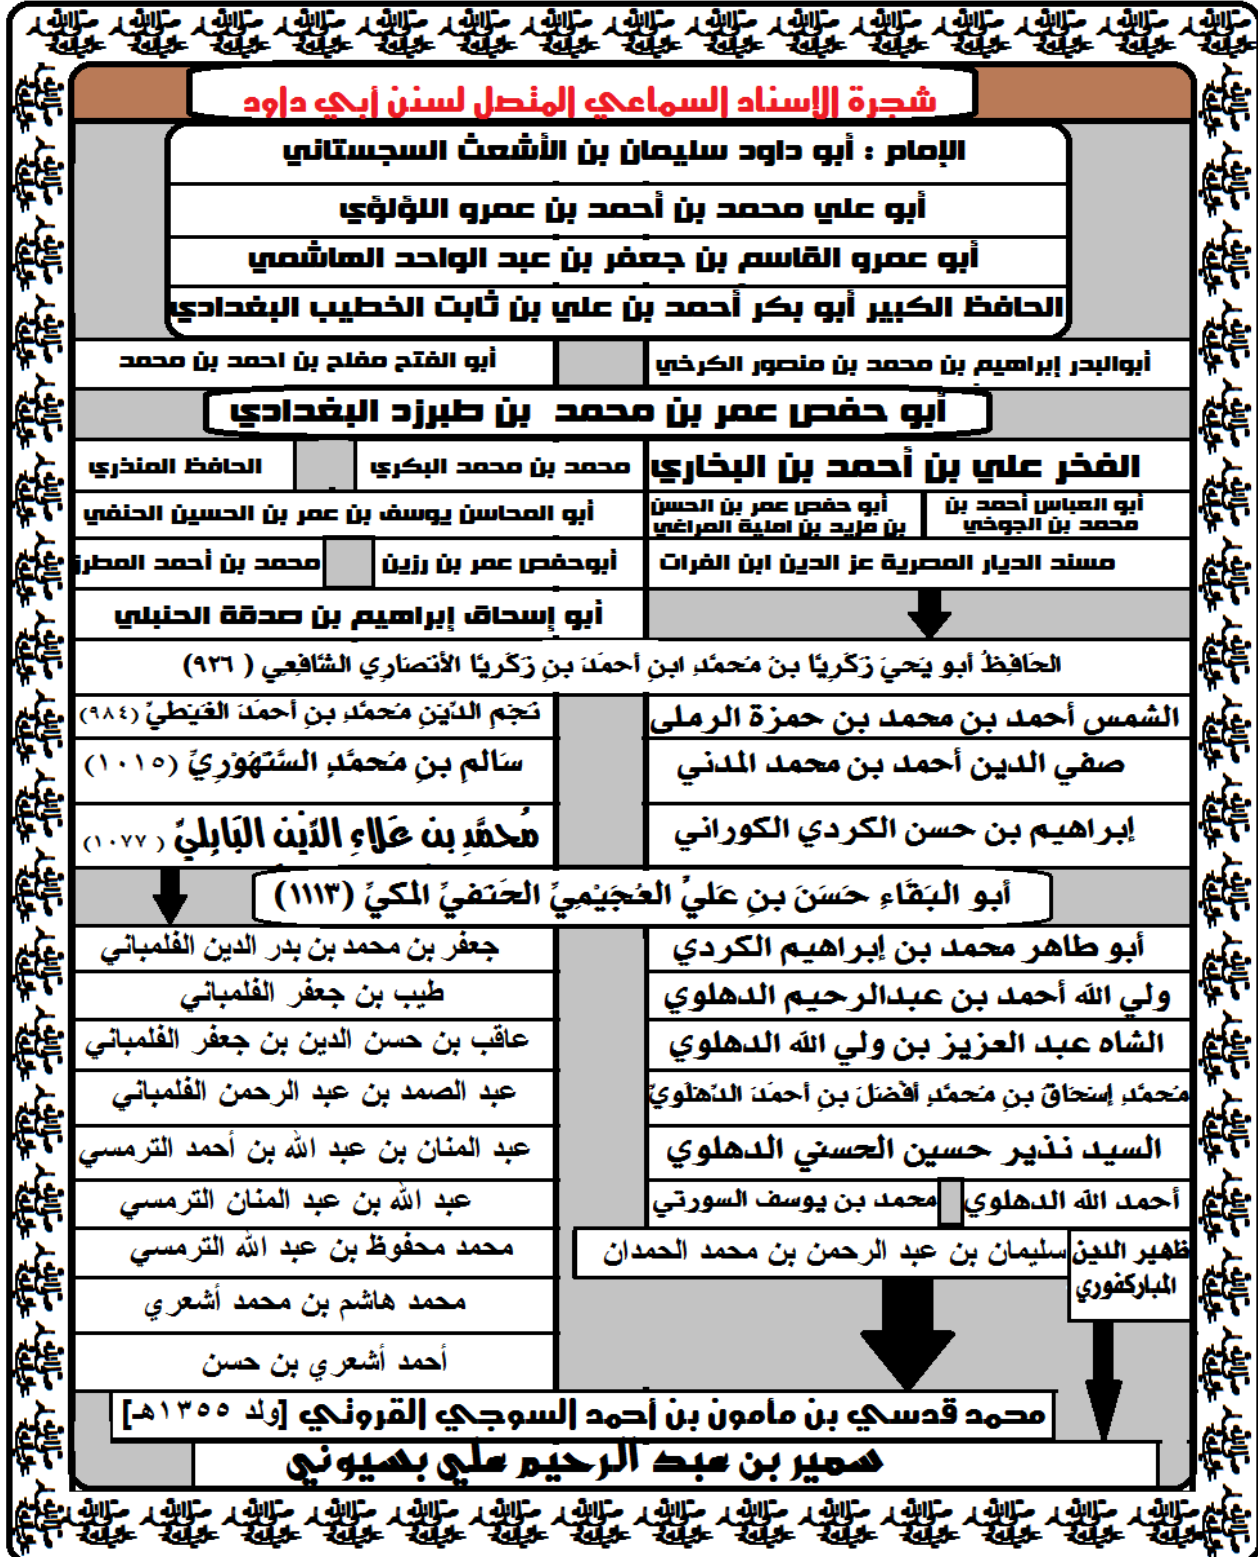 شجرة الإسناد السماعي المتصل لسنن أبي داود
الإمام : أبو داود سليمان بن الأشعث السجستاني
أبو علي محمد بن أحمد بن عمرو اللؤلؤي
أبو عمرو القاسم بن جعفر بن عبد الواحد الهاشمي
الحافظ الكبير أبو بكر أحمد بن علي بن ثابت الخطيب البغدادي
أبوالبدر إبراهيم بن محمد بن منصور الكرخي
أبو الفتح مفلح بن احمد بن محمد
أبو حفص عمر بن محمد بن طبرزد البغدادي
الفخر علي بن أحمد بن البخاري
محمد بن محمد البكري
الحافظ المنذري
أبو العباس أحمد بن
محمد بن الجوخي
أبو حفص عمر بن الحسن
بن مزيد بن املية المراغي
أبو المحاسن يوسف بن عمر بن الحسين الحنفي
مسند الديار المصرية عز الدين ابن الفرات
أبوحفص عمر بن رزين
محمد بن أحمد المطرز
أبو إسحاق إبراهيم بن صدقة الحنبلي
الحَافِظُ أبو يَحيَ زَكَرِيَّا بنُ مُحمَّدِ ابنِ أحمَدَ بنِ زَكَرِيَّا الأنصَارِي الشَّافِعِي ( ٩٢٦)
الشمس أحمد بن محمد بن حمزة الرملى
نَجمِ الدِّينِ مُحمَّدِ بنِ أحمَدَ الغَيطيِّ (٩٨٤)
صفي الدين أحمد بن محمد المدني
سَالمِ بنِ مُحمَّدٍ السَّنْهُوْرِيِّ (١٠١٥)
إبراهيم بن حسن الكردي الكوراني
مُحمَّدِ بنِ عَلاءِ الدِّينِ البَابِليِّ ( ١٠٧٧)
أبو البَقَاءِ حَسَنَ بنِ عَليِّ العُجَيْمِيِّ الحَنَفيِّ المكيِّ (١١١٣)
أبو طاهر محمد بن إبراهيم الكردي
جعفر بن محمد بن بدر الدين الفلمباني
ولي الله أحمد بن عبدالرحيم الدهلوي
طيب بن جعفر الفلمباني
الشاه عبد العزيز بن ولي الله الدهلوي
عاقب بن حسن الدين بن جعفر الفلمباني
مُحمَّدِ إسحَاقَ بنِ مُحمَّدِ أفْضَلَ بنِ أحمَدَ الدِّهْلَويِّ
عبد الصمد بن عبد الرحمن الفلمباني
السيد نذير حسين الحسني الدهلوي
عبد المنان بن عبد الله بن أحمد الترمسي
أحمد الله الدهلوي
محمد بن يوسف السورتي
عبد الله بن عبد المنان الترمسي
ظهير الدين
المباركفوري
سليمان بن عبد الرحمن بن محمد الحمدان
محمد محفوظ بن عبد الله الترمسي
محمد هاشم بن محمد أشعري
أحمد أشعري بن حسن
محمد قدسي بن مأمون بن أحمد السوجي القروتي [ولد ١٣٥٥هـ]
سمير بن عبد الرحيم علي بسيوني